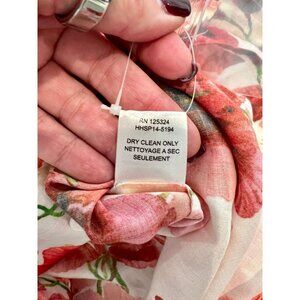 RN 125324
HHSP14-5194
DRY CLEAN ONLY
NETTOYAGE A SEC
SEULEMENT